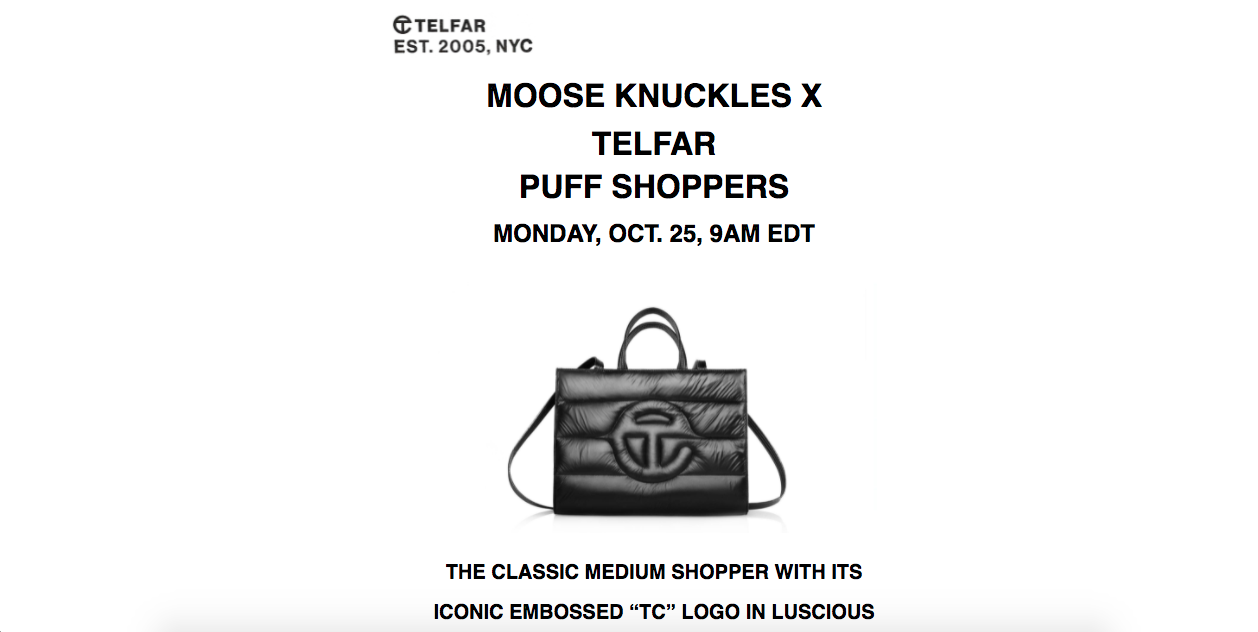 TELFAR
EST. 2005, NYC
MOOSE KNUCKLES X
TELFAR
PUFF SHOPPERS
MONDAY, OCT. 25, 9AM EDT
THE CLASSIC MEDIUM SHOPPER WITH ITS
ICONIC EMBOSSED “TC” LOGO IN LUSCIOUS